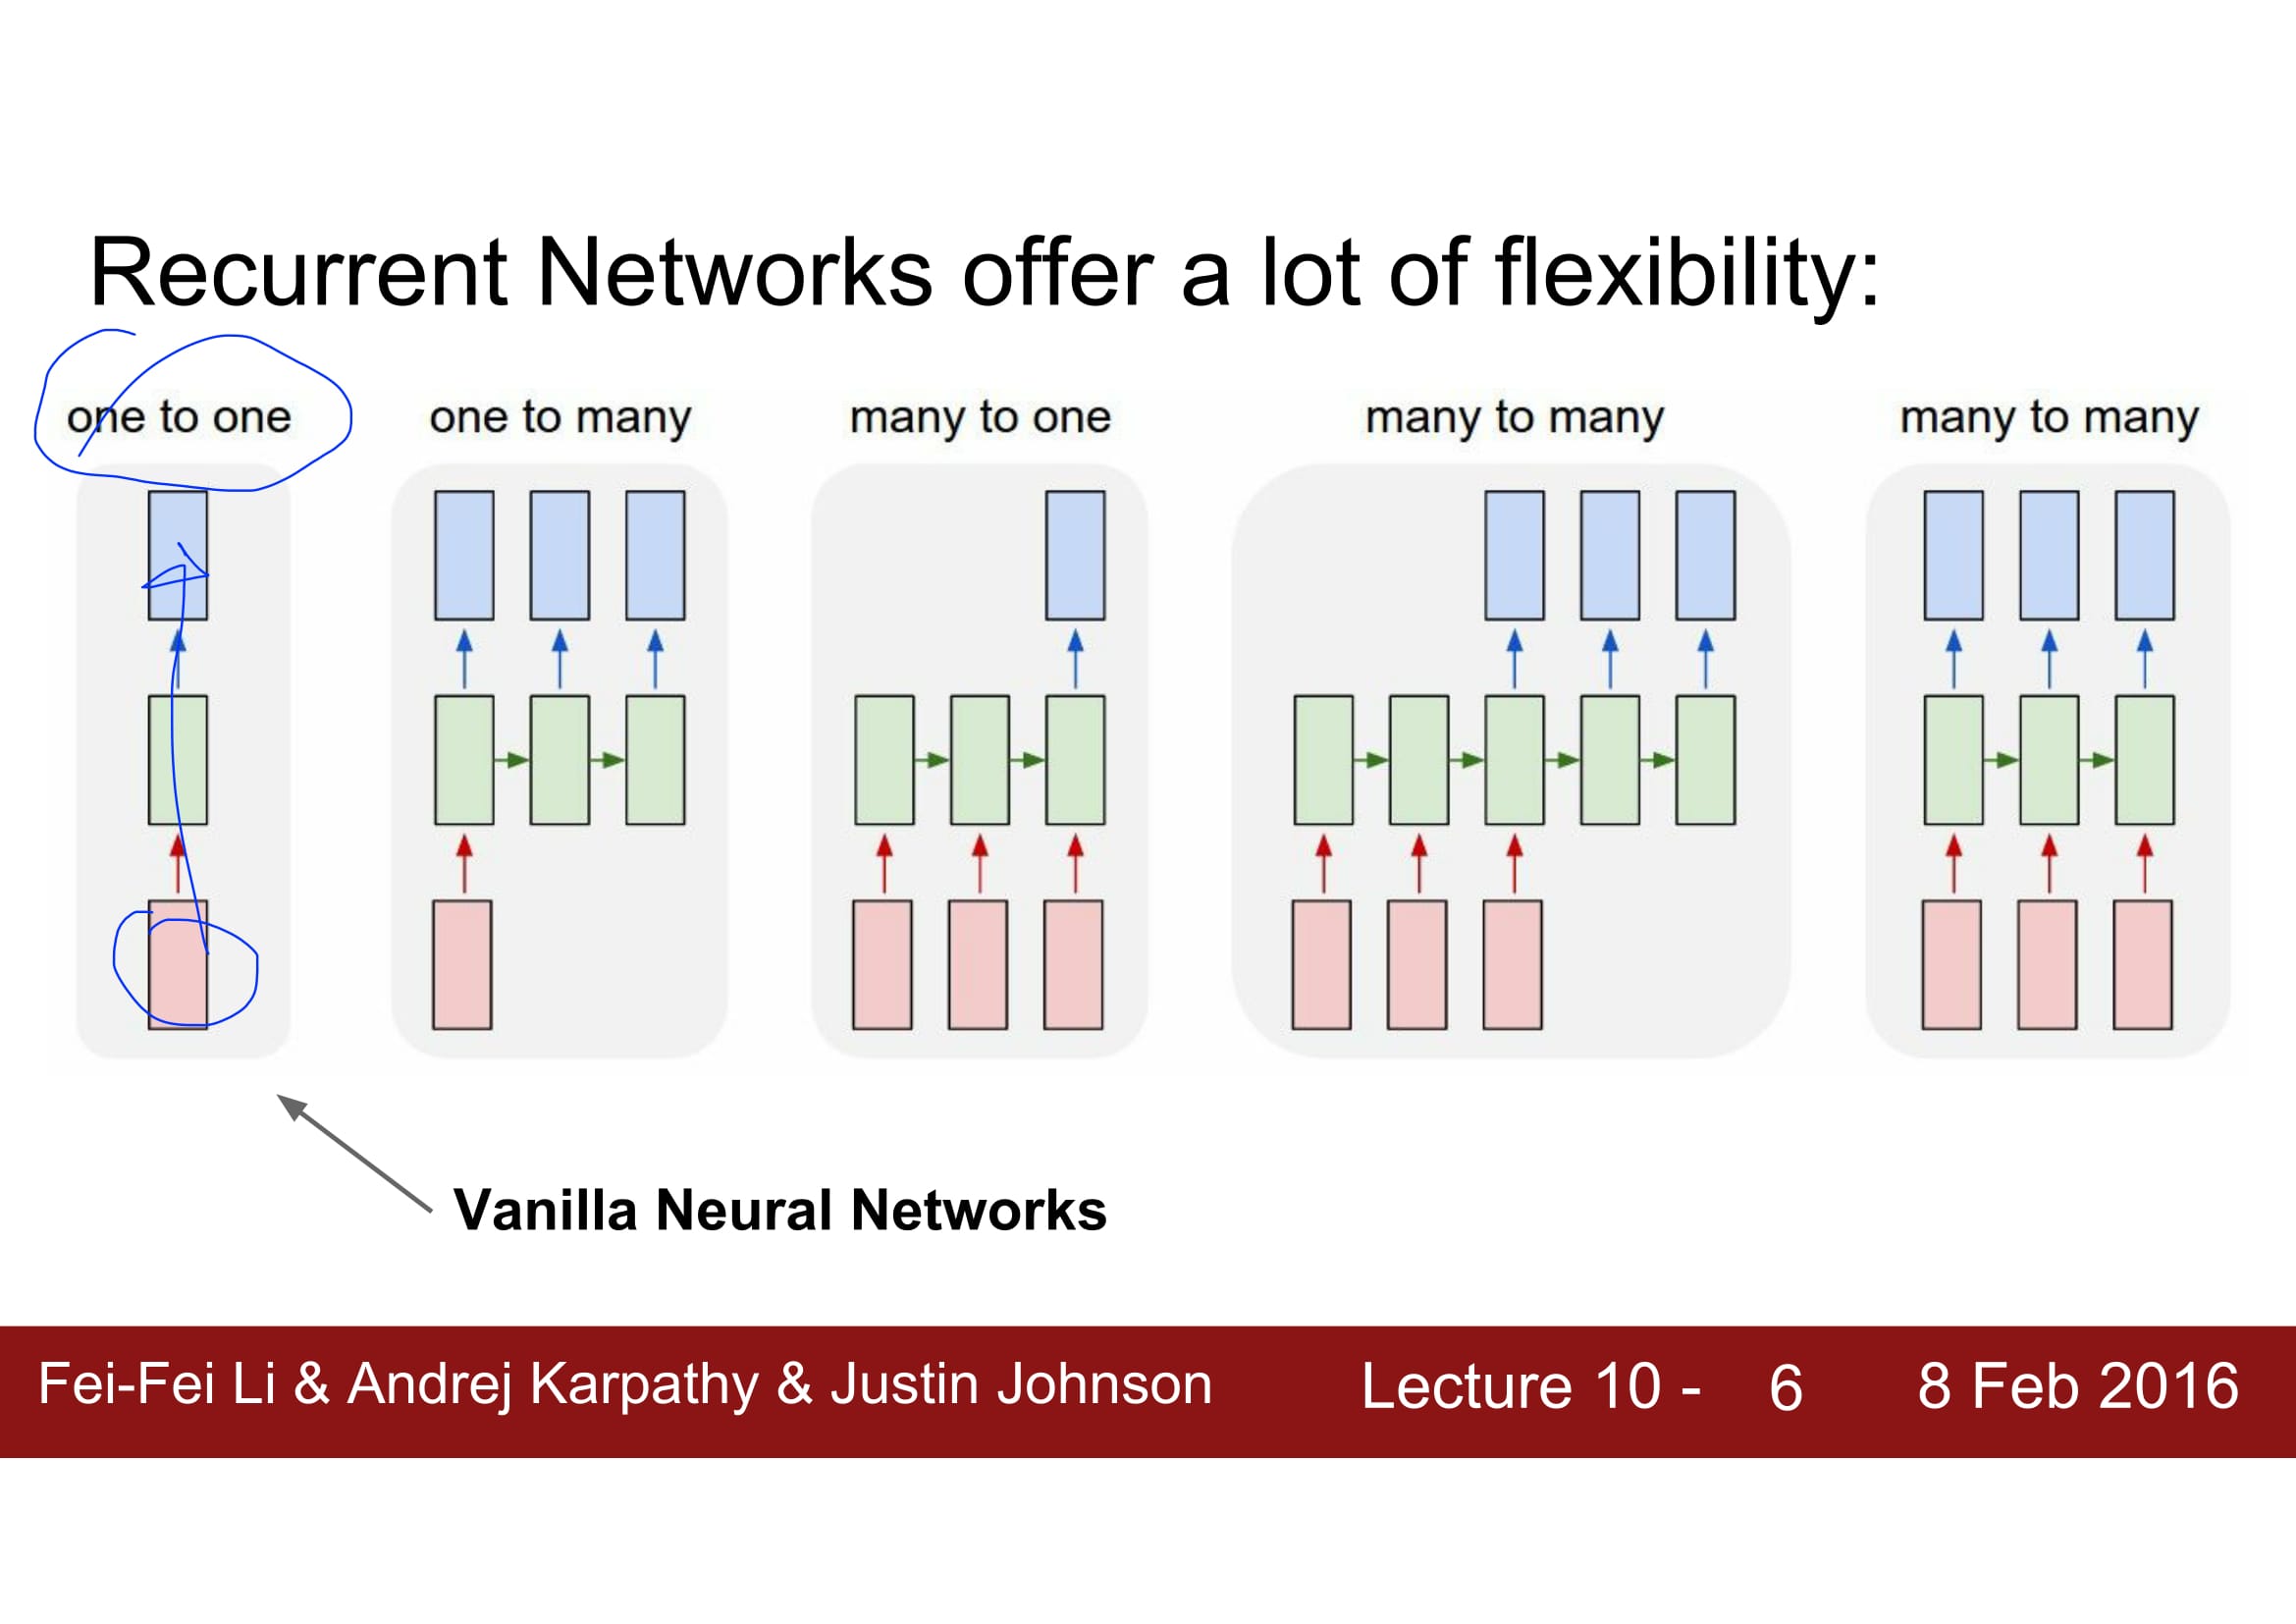 Recurrent Networks offer a lot of flexibility:
one to one one to many many to one many to many many to many
Vanilla Neural Networks
Fei-Fei Li & Andrej Karpathy & Justin Johnson Lecture 10 - 6 8 Feb 2016